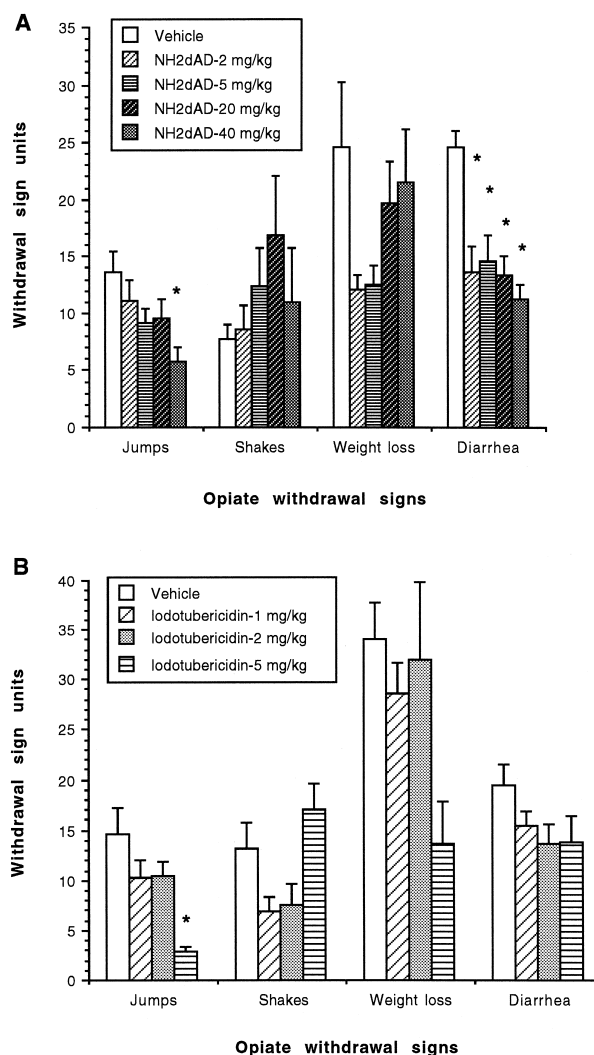 A
35
30
25
20
15
10
5
0
Withdrawal sign units
Vehicle
NH2dAD-2 mg/kg
NH2dAD-5 mg/kg
NH2dAD-20 mg/kg
NH2dAD-40 mg/kg
*
*
*
*
*
Jumps Shakes Weight loss Diarrhea
Opiate withdrawal signs
B
40
35
30
25
20
15
10
5
0
Withdrawal sign units
Vehicle
Iodotubericidin-1 mg/kg
Iodotubericidin-2 mg/kg
Iodotubericidin-5 mg/kg
*
Jumps Shakes Weight loss Diarrhea
Opiate withdrawal signs